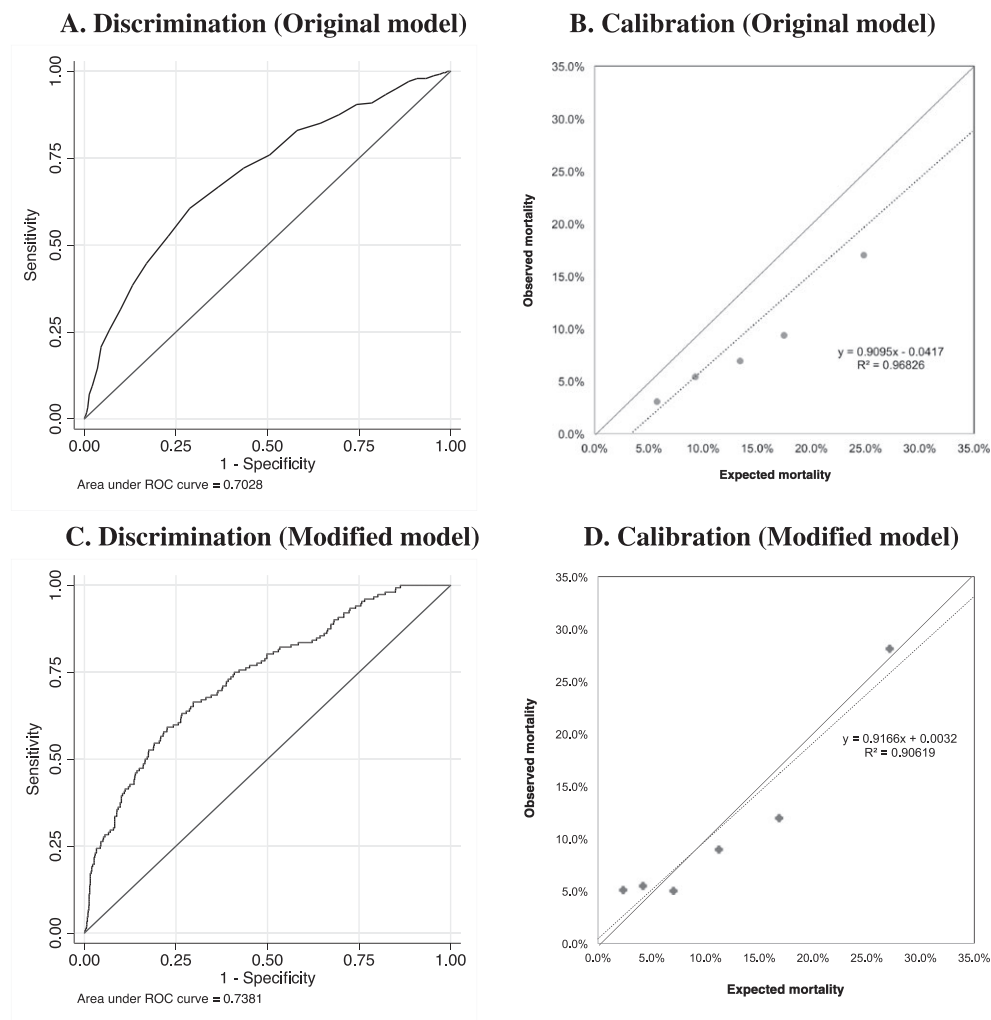 A. Discrimination (Original model)
1.00
0.75
0.50
0.25
0.00
Sensitivity
0.00 0.25 0.50 0.75 1.00
1 - Specificity
Area under ROC curve = 0.7028
B. Calibration (Original model)
35.0%
30.0%
25.0%
20.0%
15.0%
10.0%
5.0%
0.0%
Observed mortality
y = 0.9095x - 0.0417
R² = 0.96826
0.0% 5.0% 10.0% 15.0% 20.0% 25.0% 30.0% 35.0%
Expected mortality
C. Discrimination (Modified model)
1.00
0.75
0.50
0.25
0.00
Sensitivity
0.00 0.25 0.50 0.75 1.00
1 - Specificity
Area under ROC curve = 0.7381
D. Calibration (Modified model)
35.0%
30.0%
25.0%
20.0%
15.0%
10.0%
5.0%
0.0%
Observed mortality
y = 0.9166x + 0.0032
R² = 0.90619
0.0% 5.0% 10.0% 15.0% 20.0% 25.0% 30.0% 35.0%
Expected mortality